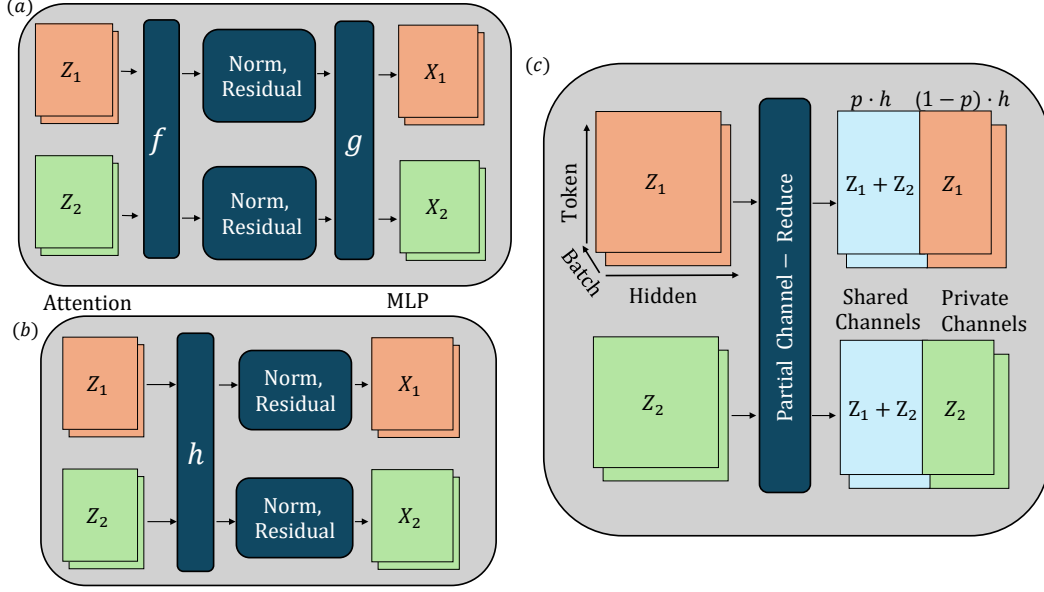 (a)
Z1
f
Norm,
Residual
g
X1
Z2
Norm,
Residual
X2
Attention
MLP
(b)
Z1
h
Norm,
Residual
X1
Z2
Norm,
Residual
X2
(c)
p · h
(1 − p) · h
Token
Batch
Hidden
Z1
Partial Channel − Reduce
Z1 + Z2
Z1
Shared
Channels
Private
Channels
Z2
Z1 + Z2
Z2